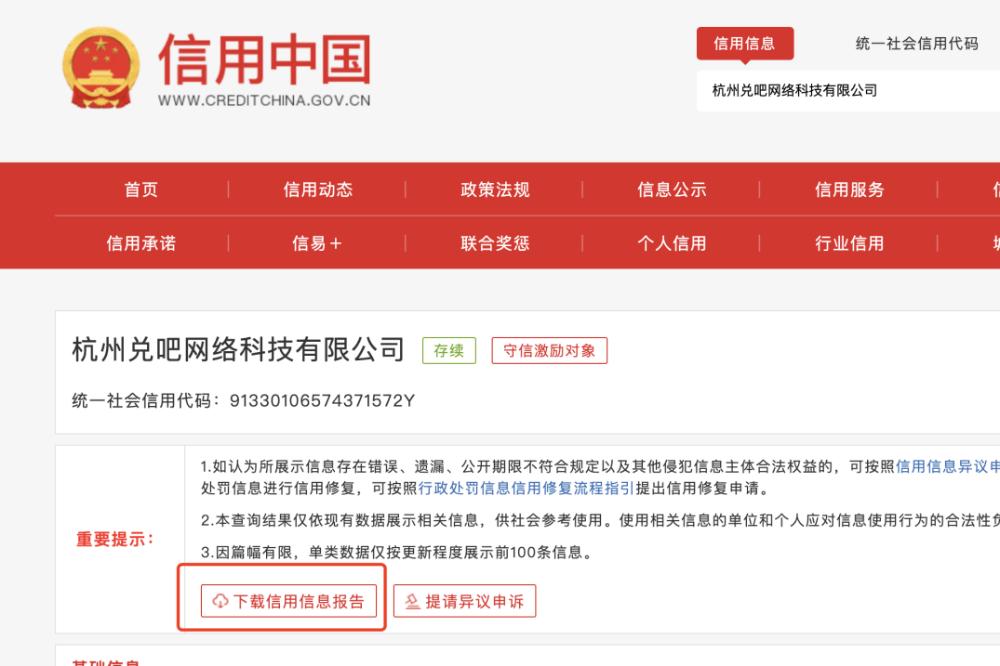 信用中国
WWW.CREDITCHINA.GOV.CN
信用信息
统一社会信用代码
杭州兑吧网络科技有限公司
首页
信用动态
政策法规
信息公示
信用服务
信用承诺
信易＋
联合奖惩
个人信用
行业信用
杭州兑吧网络科技有限公司
存续
守信激励对象
统一社会信用代码：91330106574371572Y
重要提示：
1.如认为所展示信息存在错误、遗漏、公开期限不符合规定以及其他侵犯信息主体合法权益的，可按照信用信息异议申
处罚信息进行信用修复，可按照行政处罚信息信用修复流程指引提出信用修复申请。
2.本查询结果仅依现有数据展示相关信息，供社会参考使用。使用相关信息的单位和个人应对信息使用行为的合法性负
3.因篇幅有限，单类数据仅按更新程度展示前100条信息。
下载信用信息报告
提请异议申诉
基础信息